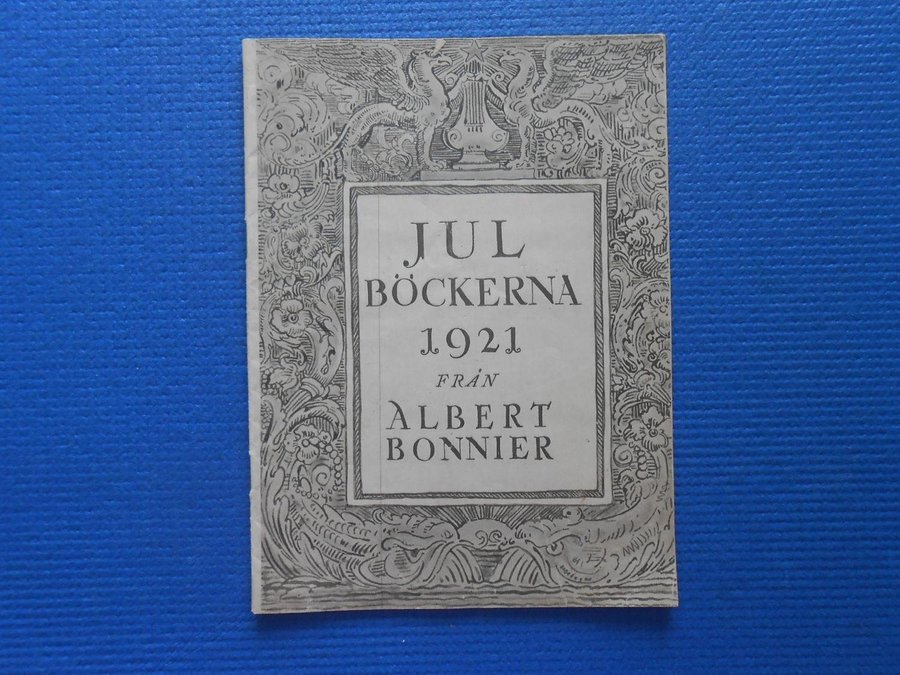 JUL
BÖCKERNA
1921
FRÅN
ALBERT
BONNIER